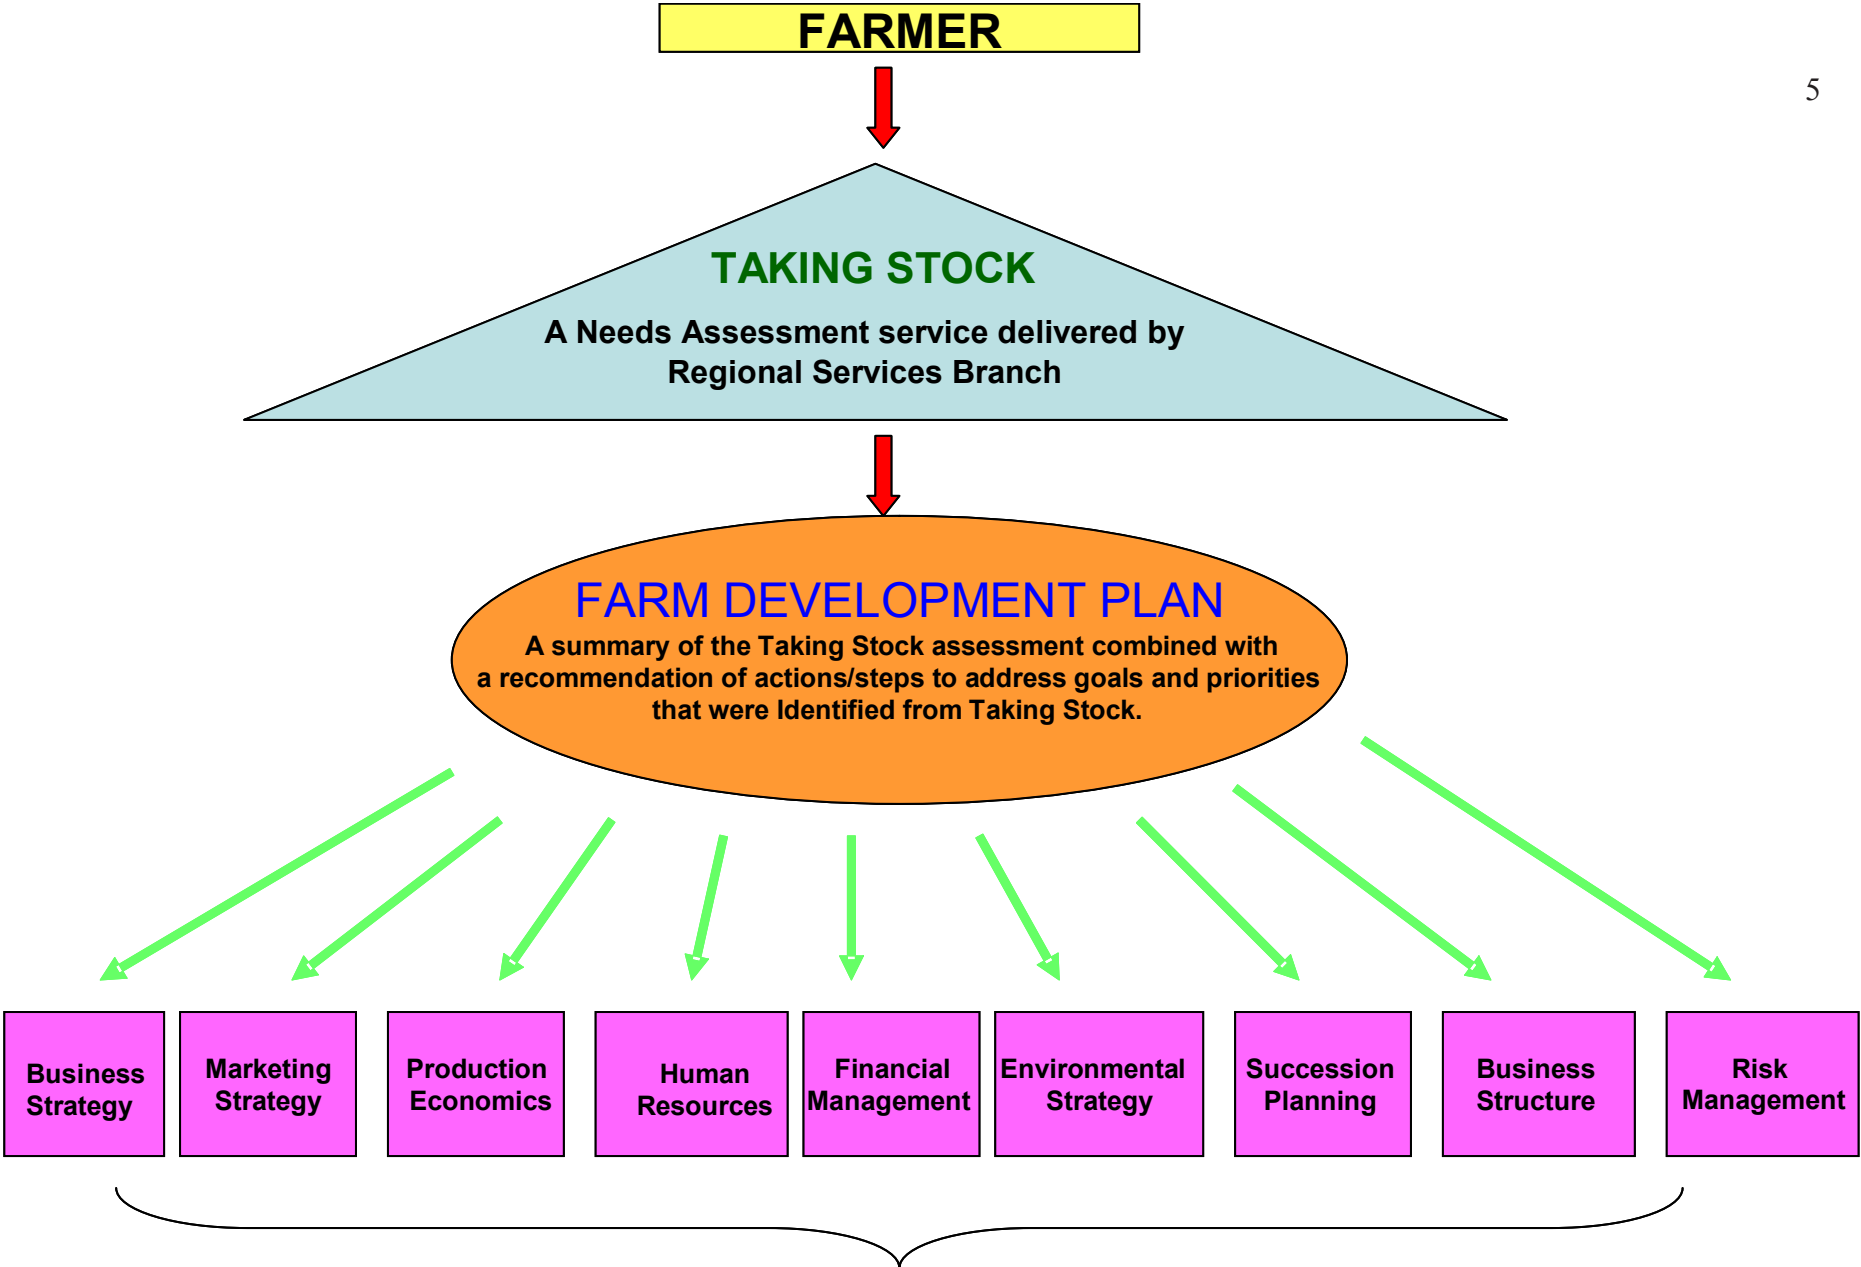 FARMER
5
TAKING STOCK
A Needs Assessment service delivered by
Regional Services Branch
FARM DEVELOPMENT PLAN
A summary of the Taking Stock assessment combined with
a recommendation of actions/steps to address goals and priorities
that were Identified from Taking Stock.
Business
Strategy
Marketing
Strategy
Production
Economics
Human
Resources
Financial
Management
Environmental
Strategy
Succession
Planning
Business
Structure
Risk
Management